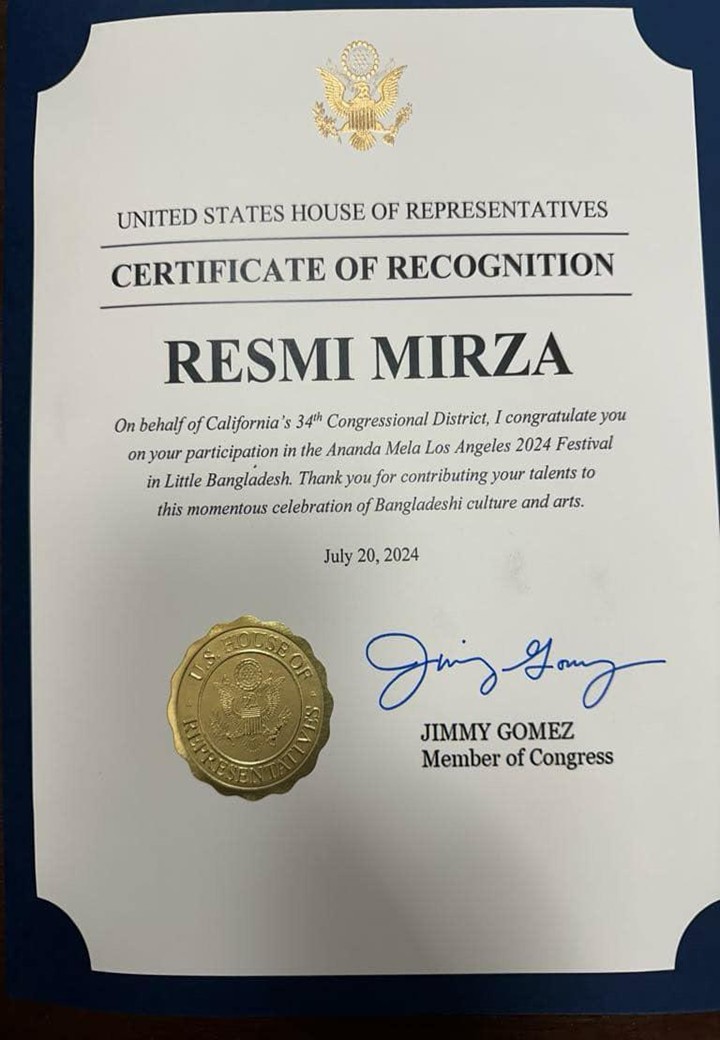 UNITED STATES HOUSE OF REPRESENTATIVES
CERTIFICATE OF RECOGNITION
RESMI MIRZA
On behalf of California's 34th Congressional District, I congratulate you
on your participation in the Ananda Mela Los Angeles 2024 Festival
in Little Bangladesh. Thank you for contributing your talents to
this momentous celebration of Bangladeshi culture and arts.
July 20, 2024
U.S. HOUSE OF
REPRESENTATIVES
Jimmy Gomez
JIMMY GOMEZ
Member of Congress